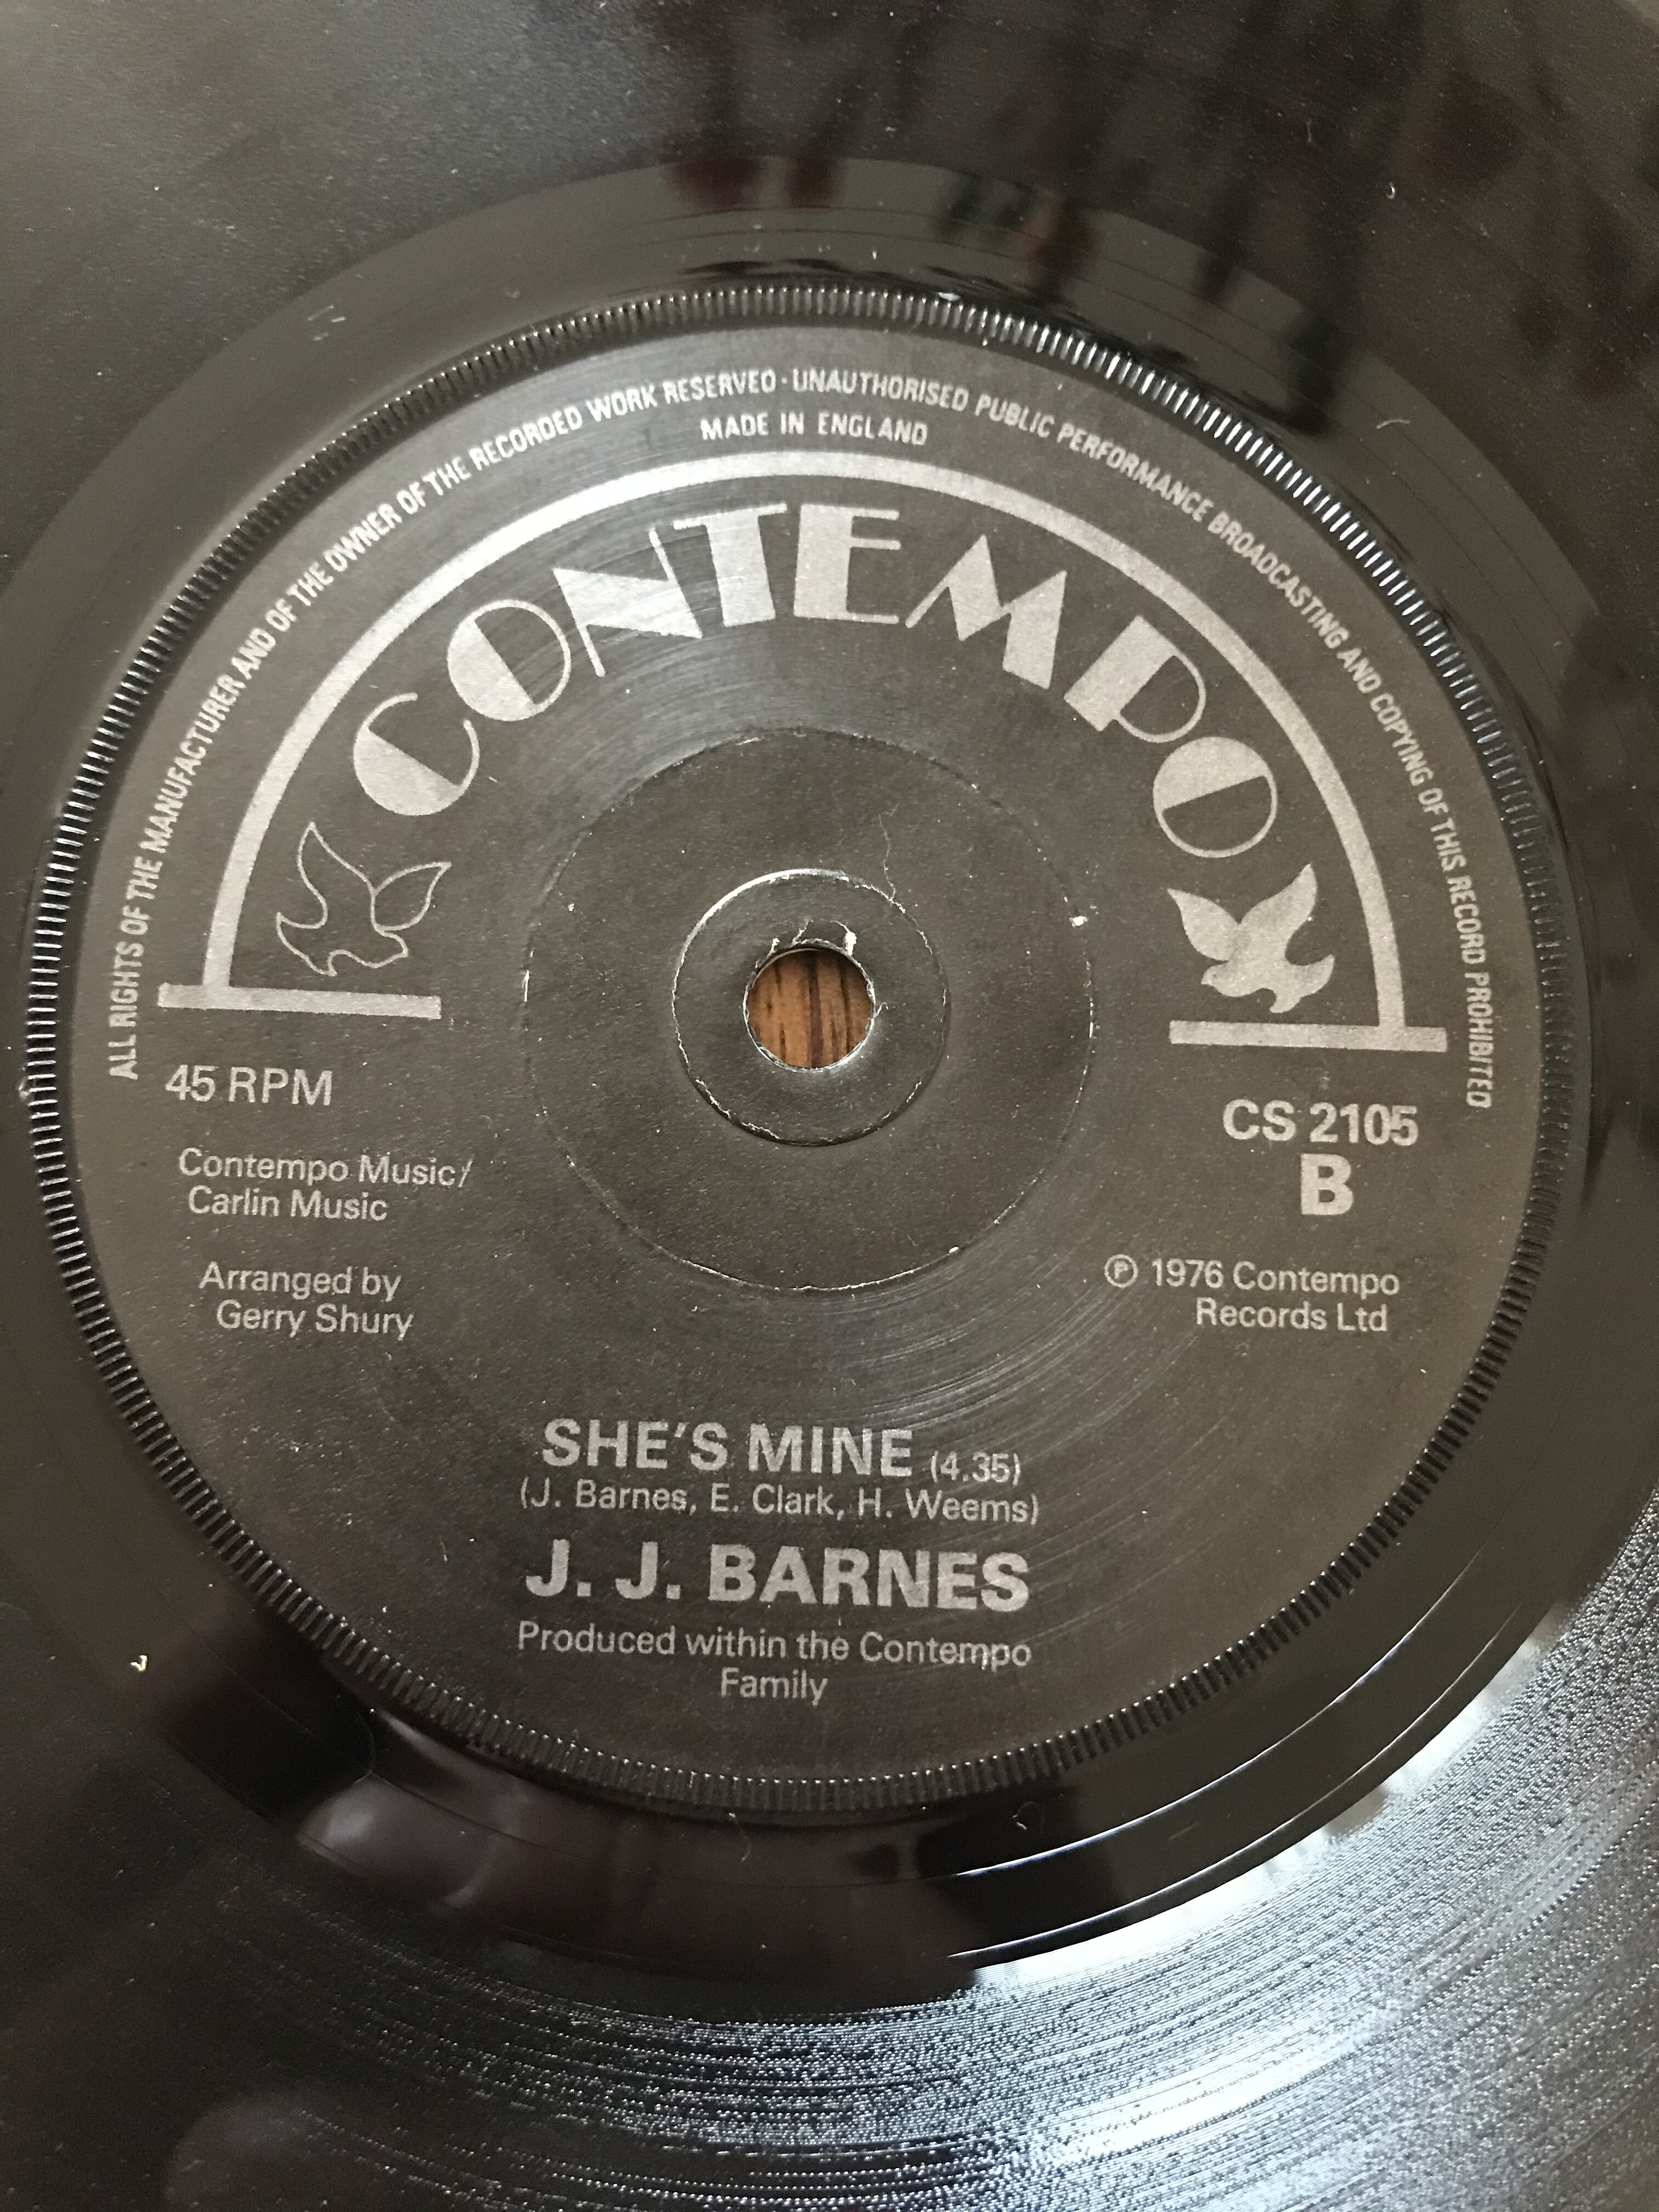 ALL RIGHTS OF THE MANUFACTURER AND OF THE OWNER OF THE RECORDED WORK RESERVED · UNAUTHORISED PUBLIC PERFORMANCE BROADCASTING AND COPYING OF THIS RECORD PROHIBITED
MADE IN ENGLAND
CONTEMPO
45 RPM
Contempo Music/
Carlin Music
Arranged by
Gerry Shury
CS 2105
B
℗ 1976 Contempo
Records Ltd
SHE'S MINE (4.35)
(J. Barnes, E. Clark, H. Weems)
J. J. BARNES
Produced within the Contempo
Family